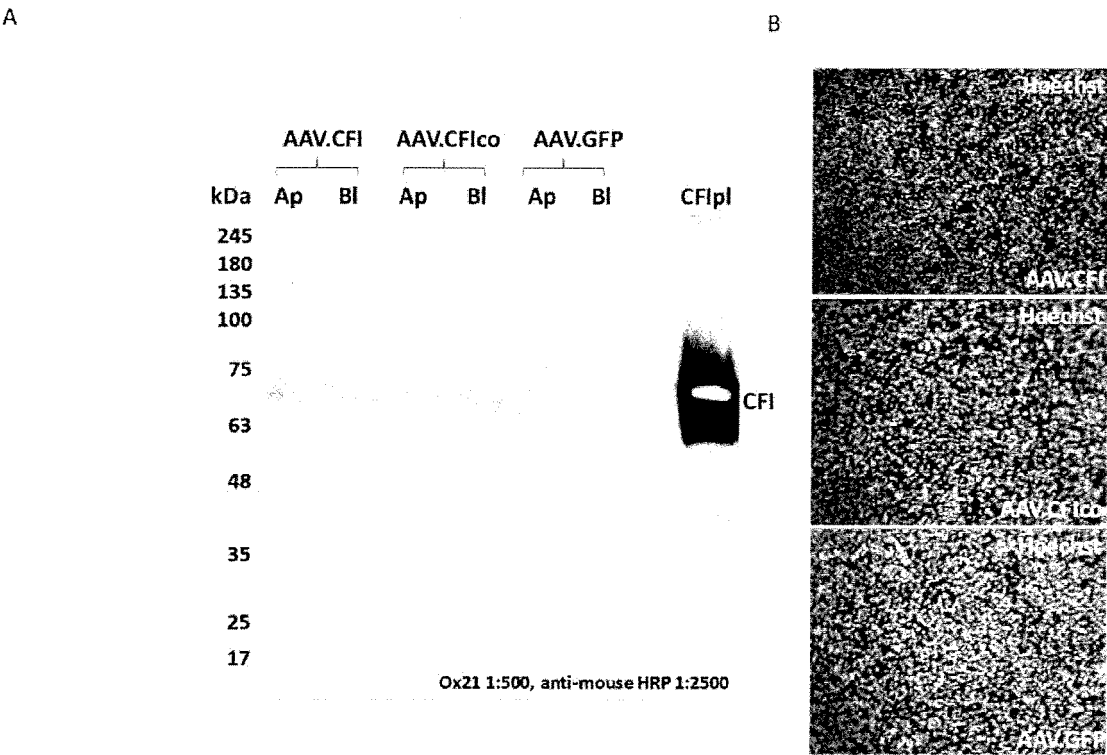 A
B
AAV.CFI AAV.CFIco AAV.GFP
kDa Ap Bl Ap Bl Ap Bl CFIpl
245
180
135
100
75
CFI
63
48
35
25
17
Ox21 1:500, anti-mouse HRP 1:2500
Hoechst
AAV.CFI
Hoechst
AAV.CFIco
Hoechst
AAV.GFP